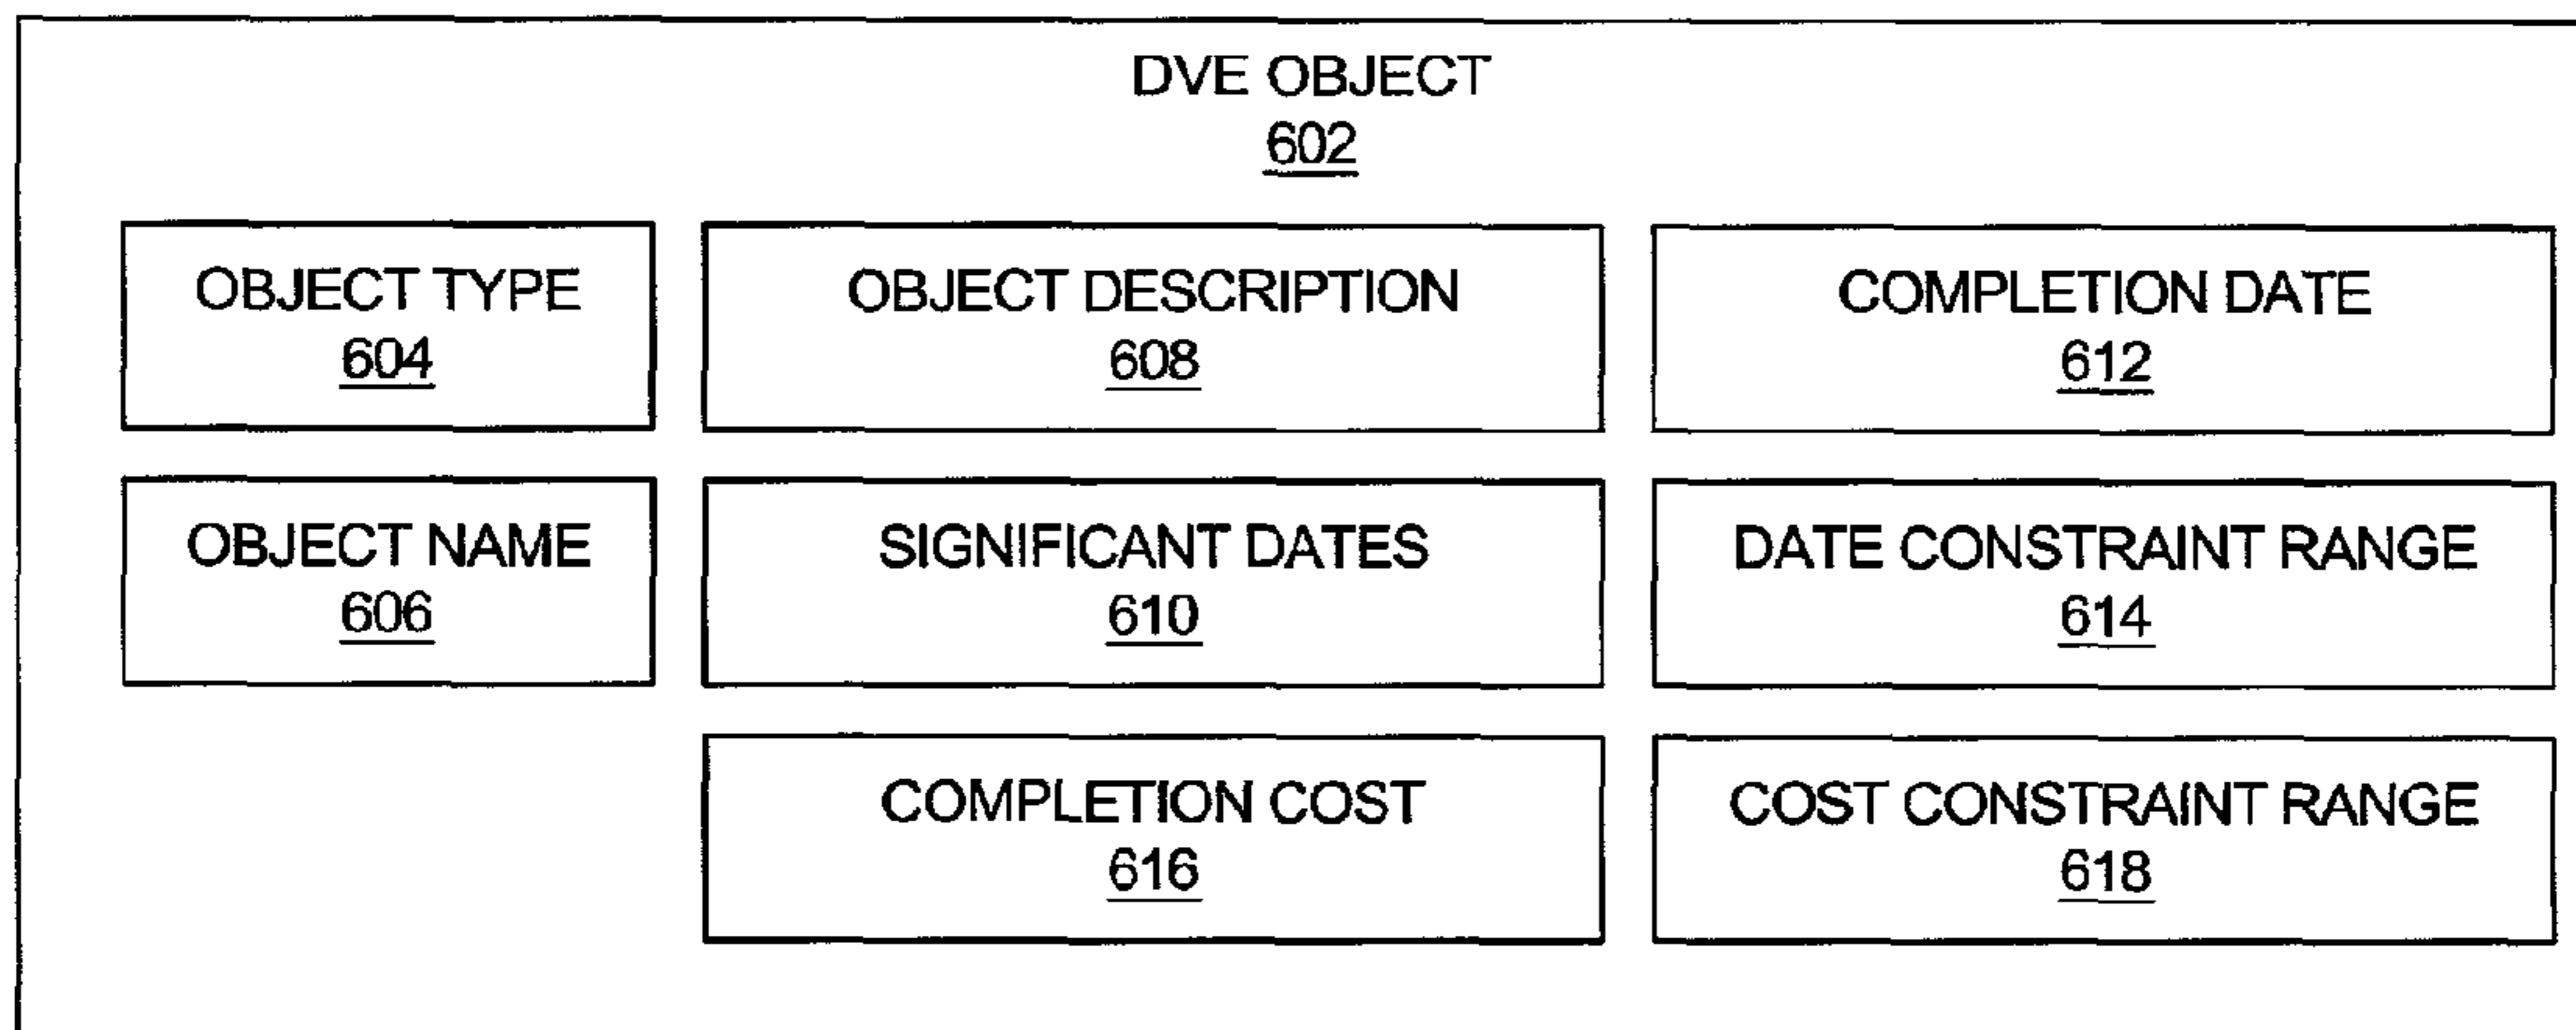 DVE OBJECT
602
OBJECT TYPE
604
OBJECT DESCRIPTION
608
COMPLETION DATE
612
OBJECT NAME
606
SIGNIFICANT DATES
610
DATE CONSTRAINT RANGE
614
COMPLETION COST
616
COST CONSTRAINT RANGE
618